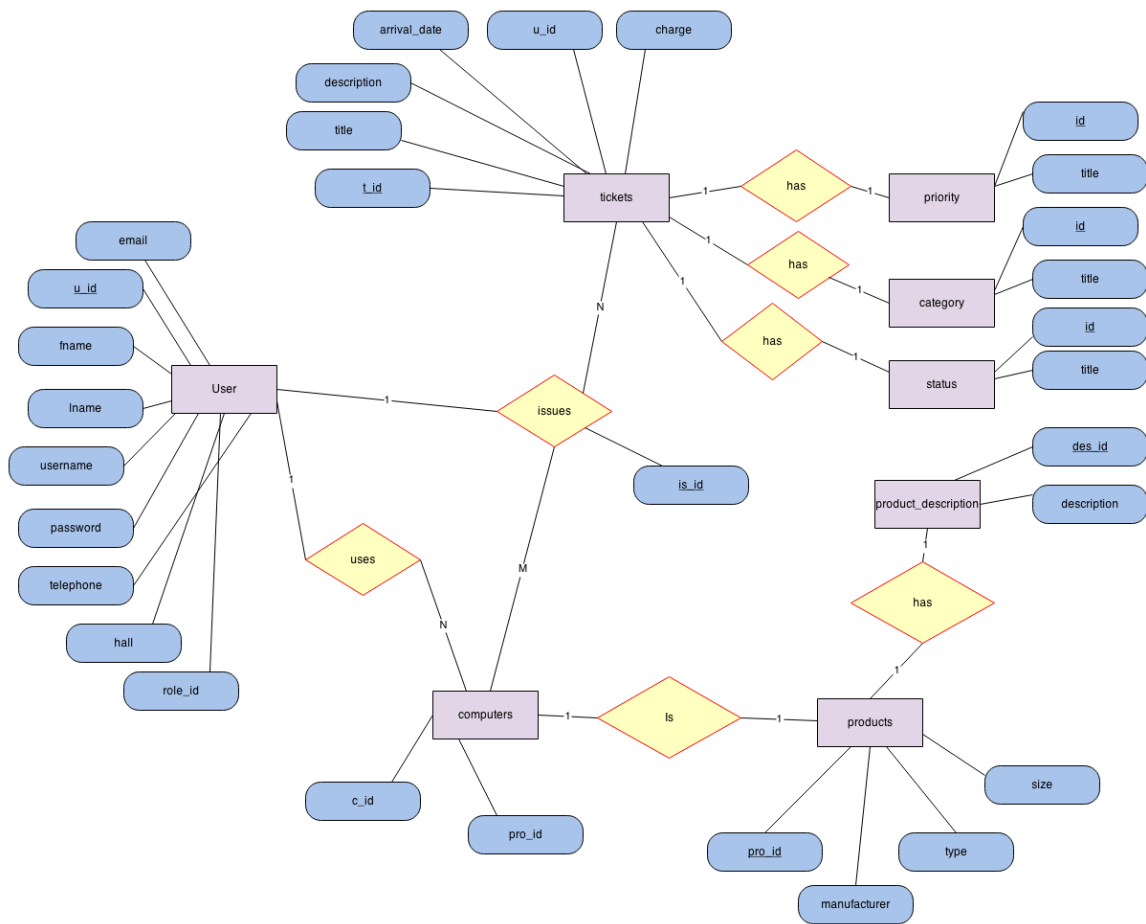 arrival_date
u_id
charge
description
title
t_id
tickets
1
has
1
priority
id
title
1
has
1
category
id
title
1
has
1
status
id
title
email
u_id
fname
lname
username
password
telephone
hall
role_id
User
1
issues
N
is_id
M
1
uses
N
computers
c_id
pro_id
1
Is
1
products
pro_id
manufacturer
type
size
1
has
1
product_description
des_id
description